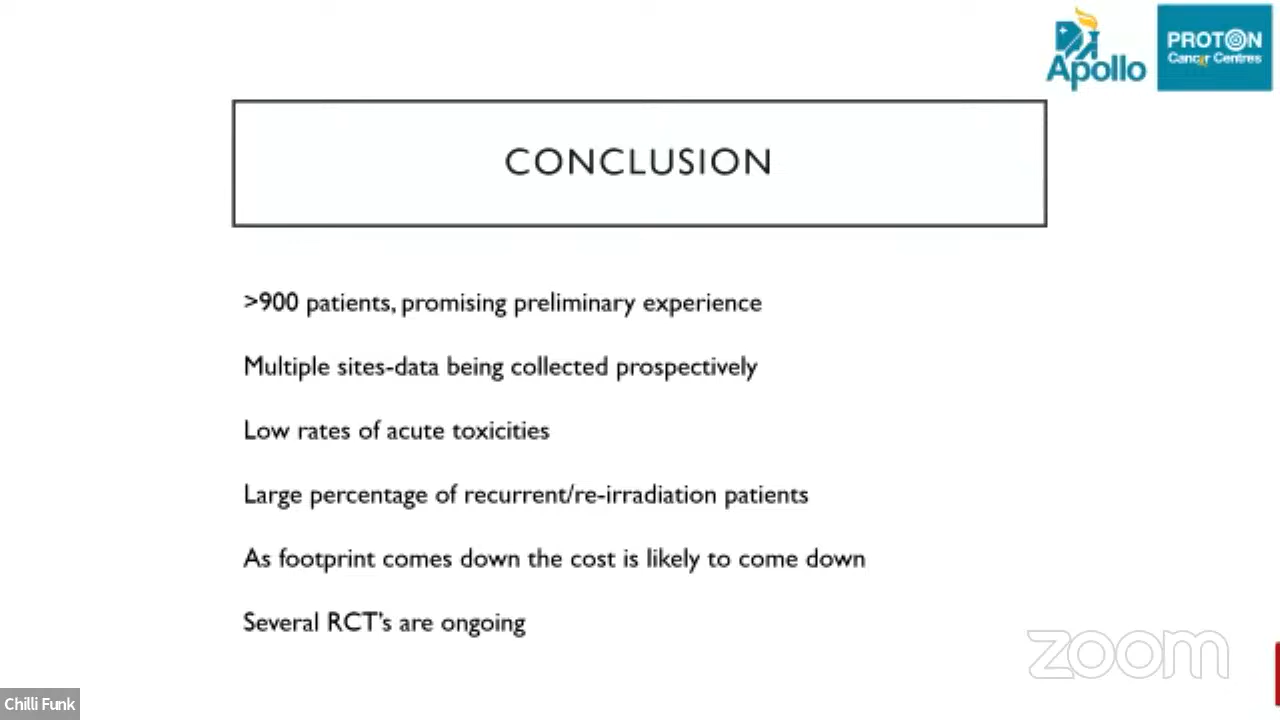 Apollo
PROTON
Cancer Centres
CONCLUSION
>900 patients, promising preliminary experience
Multiple sites-data being collected prospectively
Low rates of acute toxicities
Large percentage of recurrent/re-irradiation patients
As footprint comes down the cost is likely to come down
Several RCT's are ongoing
zoom
Chilli Funk